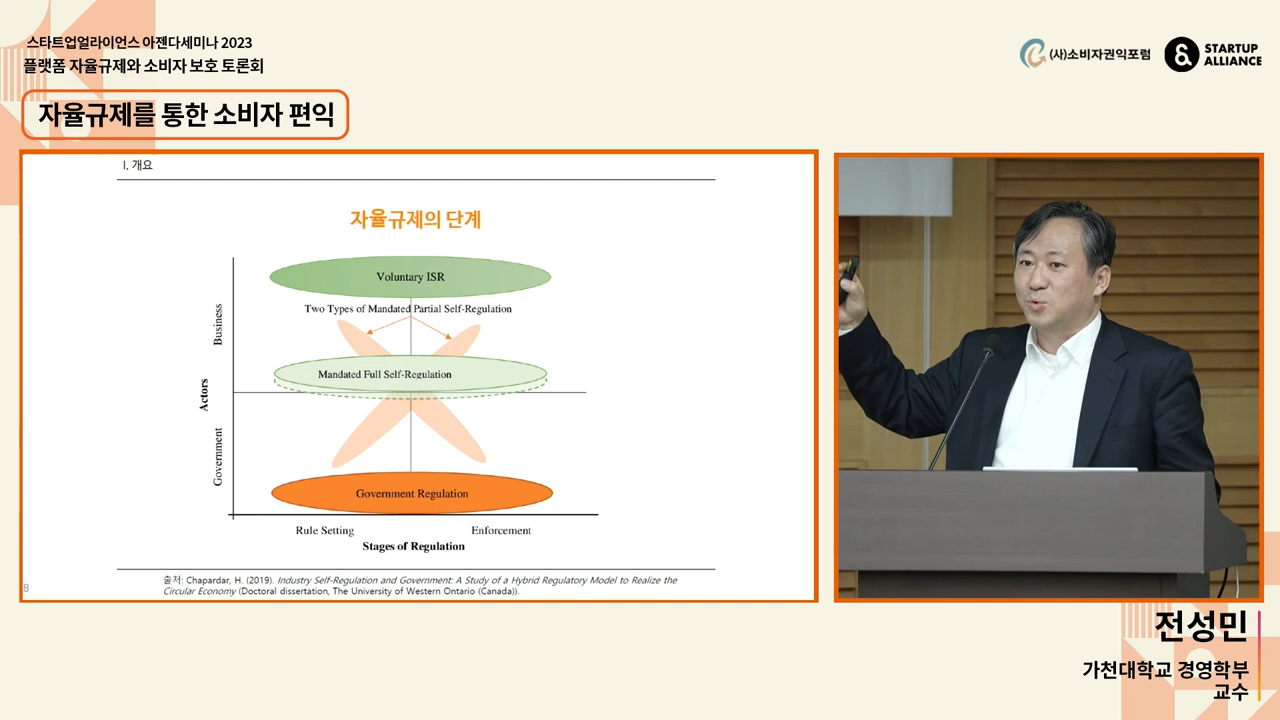 스타트업얼라이언스 아젠다세미나 2023
플랫폼 자율규제와 소비자 보호 토론회
(사)소비자권익포럼
STARTUP
ALLIANCE
자율규제를 통한 소비자 편익
I. 개요
자율규제의 단계
Voluntary ISR
Two Types of Mandated Partial Self-Regulation
Business
Mandated Full Self-Regulation
Actors
Government
Government Regulation
Rule Setting
Enforcement
Stages of Regulation
출처: Chapardar, H. (2019). Industry Self-Regulation and Government: A Study of a Hybrid Regulatory Model to Realize the
Circular Economy (Doctoral dissertation, The University of Western Ontario (Canada)).
8
전성민
가천대학교 경영학부
교수